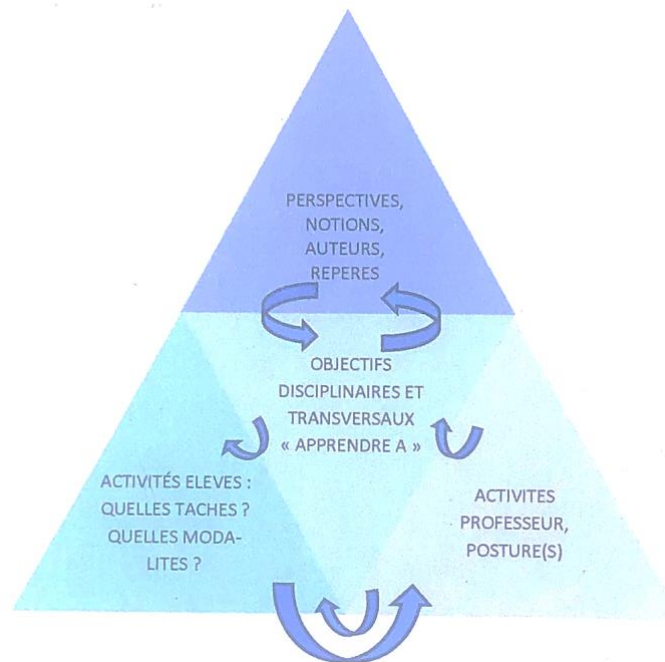 PERSPECTIVES,
NOTIONS,
AUTEURS,
REPERES
OBJECTIFS
DISCIPLINAIRES ET
TRANSVERSAUX
« APPRENDRE A »
ACTIVITÉS ELEVES :
QUELLES TACHES ?
QUELLES MODA-
LITES ?
ACTIVITES
PROFESSEUR,
POSTURE(S)